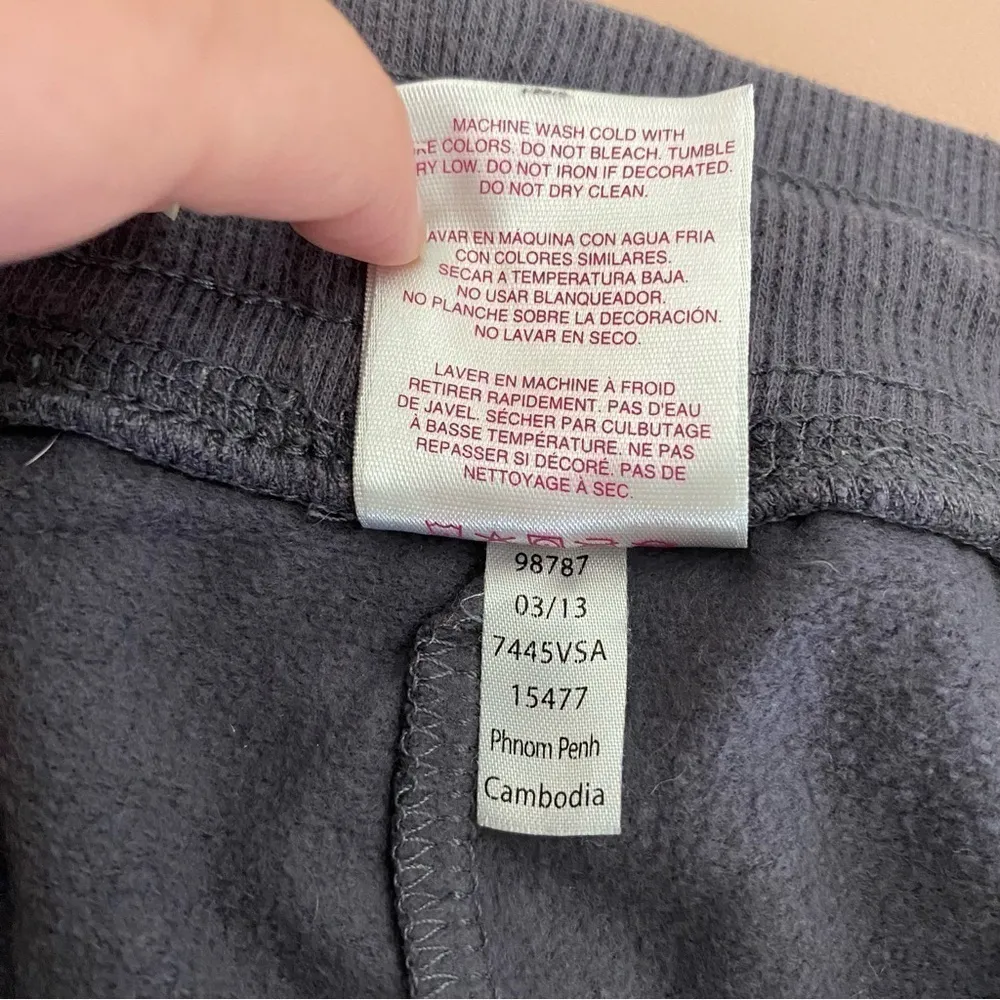 MACHINE WASH COLD WITH
COLORS. DO NOT BLEACH. TUMBLE
LOW. DO NOT IRON IF DECORATED.
DO NOT DRY CLEAN.
AVAR EN MÁQUINA CON AGUA FRIA
CON COLORES SIMILARES.
SECAR A TEMPERATURA BAJA.
NO USAR BLANQUEADOR.
NO PLANCHE SOBRE LA DECORACIÓN.
NO LAVAR EN SECO.
LAVER EN MACHINE À FROID
RETIRER RAPIDEMENT. PAS D'EAU
DE JAVEL. SÉCHER PAR CULBUTAGE
À BASSE TEMPÉRATURE. NE PAS
REPASSER SI DÉCORÉ. PAS DE
NETTOYAGE À SEC.
98787
03/13
7445VSA
15477
Phnom Penh
Cambodia